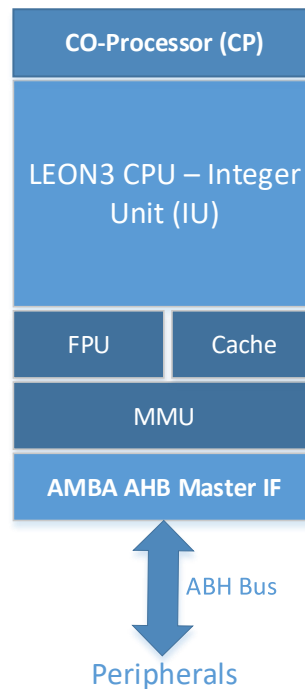 CO-Processor (CP)
LEON3 CPU – Integer
Unit (IU)
FPU
Cache
MMU
AMBA AHB Master IF
ABH Bus
Peripherals